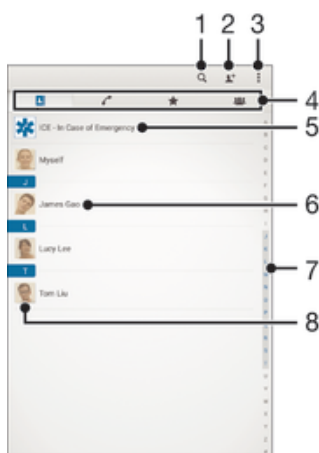 1 2 3
4
ICE - In Case of Emergency
5
Myself
J
James Gao
6
L
Lucy Lee
7
T
Tom Liu
8